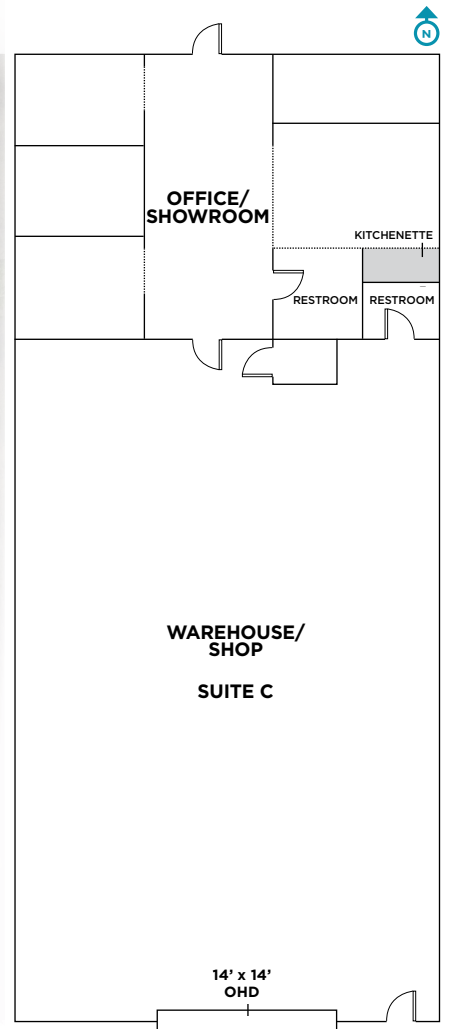 N
OFFICE/
SHOWROOM
KITCHENETTE
RESTROOM
RESTROOM
WAREHOUSE/
SHOP
SUITE C
14’ x 14’
OHD